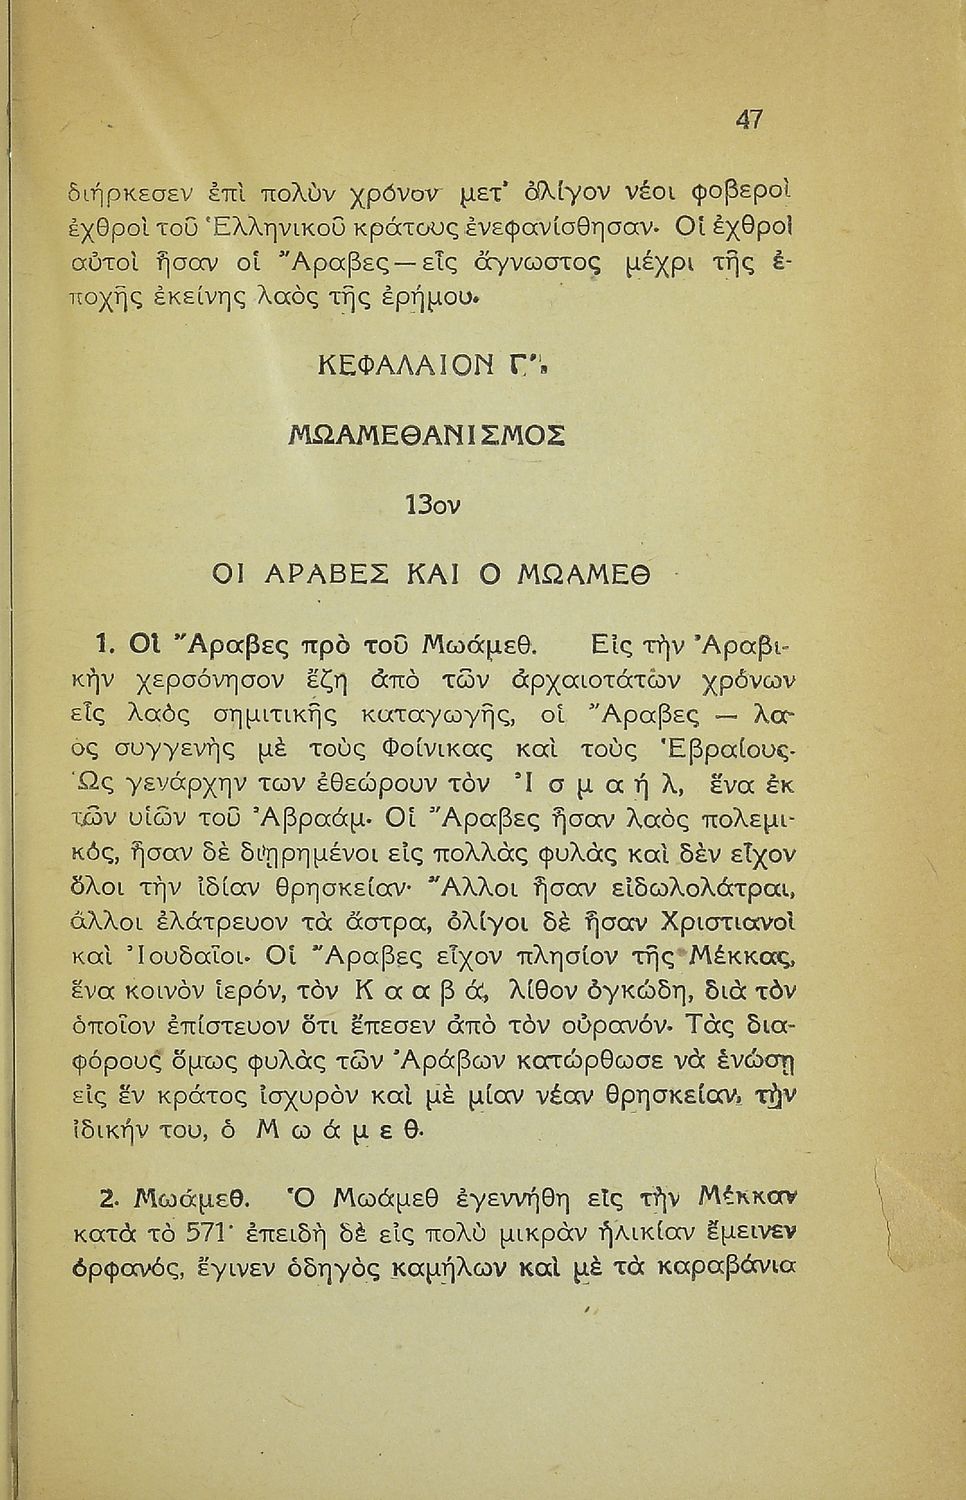 47
διήρκεσεν ἐπὶ πολὺν χρόνον μετ' ὀλίγον νέοι φοβεροὶ
ἐχθροὶ τοῦ Ἑλληνικοῦ κράτους ἐνεφανίσθησαν. Οἱ ἐχθροὶ
αὐτοὶ ἦσαν οἱ Ἄραβες — εἷς ἄγνωστος μέχρι τῆς ἐ-
ποχῆς ἐκείνης λαὸς τῆς ἐρήμου.
ΚΕΦΑΛΑΙΟΝ Γ'.
ΜΩΑΜΕΘΑΝΙΣΜΟΣ
13ον
ΟΙ ΑΡΑΒΕΣ ΚΑΙ Ο ΜΩΑΜΕΘ
1. Οἱ Ἄραβες πρὸ τοῦ Μωάμεθ. Εἰς τὴν Ἀραβι-
κὴν χερσόνησον ἔζη ἀπὸ τῶν ἀρχαιοτάτων χρόνων
εἷς λαὸς σημιτικῆς καταγωγῆς, οἱ Ἄραβες — λα-
ὸς συγγενὴς μὲ τοὺς Φοίνικας καὶ τοὺς Ἑβραίους.
Ὡς γενάρχην των ἐθεώρουν τὸν Ἰ σ μ α ή λ, ἕνα ἐκ
τῶν υἱῶν τοῦ Ἀβραάμ. Οἱ Ἄραβες ἦσαν λαὸς πολεμι-
κός, ἦσαν δὲ διῃρημένοι εἰς πολλὰς φυλὰς καὶ δὲν εἶχον
ὅλοι τὴν ἰδίαν θρησκείαν· Ἄλλοι ἦσαν εἰδωλολάτραι,
ἄλλοι ἐλάτρευον τὰ ἄστρα, ὀλίγοι δὲ ἦσαν Χριστιανοὶ
καὶ Ἰουδαῖοι. Οἱ Ἄραβες εἶχον πλησίον τῆς Μέκκας,
ἕνα κοινὸν ἱερόν, τὸν Κ α α β ά, λίθον ὀγκώδη, διὰ τὸν
ὁποῖον ἐπίστευον ὅτι ἔπεσεν ἀπὸ τὸν οὐρανόν. Τὰς δια-
φόρους ὅμως φυλὰς τῶν Ἀράβων κατώρθωσε νὰ ἑνώσῃ
εἰς ἓν κράτος ἰσχυρὸν καὶ μὲ μίαν νέαν θρησκείαν, τὴν
ἰδικήν του, ὁ Μ ω ά μ ε θ.
2. Μωάμεθ. Ὁ Μωάμεθ ἐγεννήθη εἰς τὴν Μέκκαν
κατὰ τὸ 571· ἐπειδὴ δὲ εἰς πολὺ μικρὰν ἡλικίαν ἔμεινεν
ὀρφανός, ἔγινεν ὁδηγὸς καμήλων καὶ μὲ τὰ καραβάνια